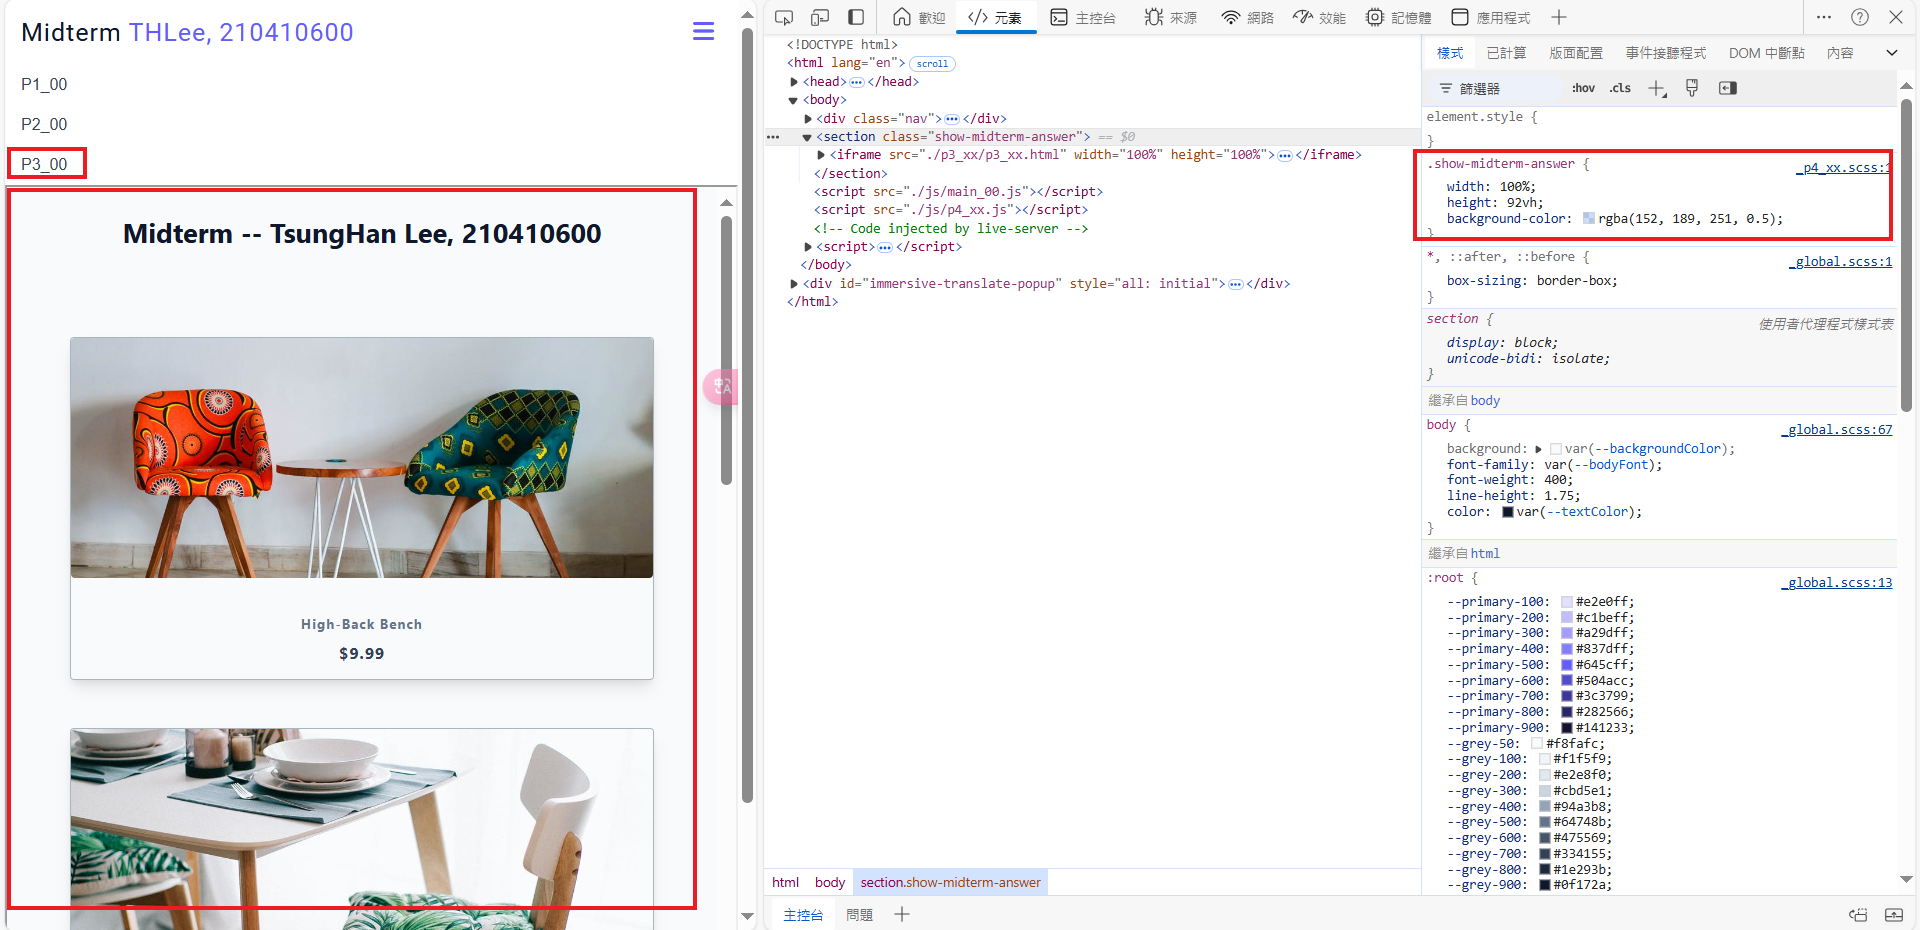 Midterm THLee, 210410600
P1_00
P2_00
P3_00
Midterm -- TsungHan Lee, 210410600
High-Back Bench
$9.99
歡迎
元素
主控台
來源
網路
效能
記憶體
應用程式
<!DOCTYPE html>
<html lang="en"> scroll
<head> ··· </head>
<body>
<div class="nav"> ··· </div>
<section class="show-midterm-answer"> == $0
<iframe src="./p3_xx/p3_xx.html" width="100%" height="100%"> ··· </iframe>
</section>
<script src="./js/main_00.js"></script>
<script src="./js/p4_xx.js"></script>
<!-- Code injected by live-server -->
<script> ··· </script>
</body>
<div id="immersive-translate-popup" style="all: initial"> ··· </div>
</html>
html body section.show-midterm-answer
主控台 問題
樣式 已計算 版面配置 事件接聽程式 DOM 中斷點 內容
篩選器 :hov .cls
element.style {
}
.show-midterm-answer { _p4_xx.scss:1
width: 100%;
height: 92vh;
background-color: rgba(152, 189, 251, 0.5);
}
*, ::after, ::before { _global.scss:1
box-sizing: border-box;
}
section { 使用者代理程式樣式表
display: block;
unicode-bidi: isolate;
}
繼承自 body
body { _global.scss:67
background: var(--backgroundColor);
font-family: var(--bodyFont);
font-weight: 400;
line-height: 1.75;
color: var(--textColor);
}
繼承自 html
:root { _global.scss:13
--primary-100: #e2e0ff;
--primary-200: #c1beff;
--primary-300: #a29dff;
--primary-400: #837dff;
--primary-500: #645cff;
--primary-600: #504acc;
--primary-700: #3c3799;
--primary-800: #282566;
--primary-900: #141233;
--grey-50: #f8fafc;
--grey-100: #f1f5f9;
--grey-200: #e2e8f0;
--grey-300: #cbd5e1;
--grey-400: #94a3b8;
--grey-500: #64748b;
--grey-600: #475569;
--grey-700: #334155;
--grey-800: #1e293b;
--grey-900: #0f172a;